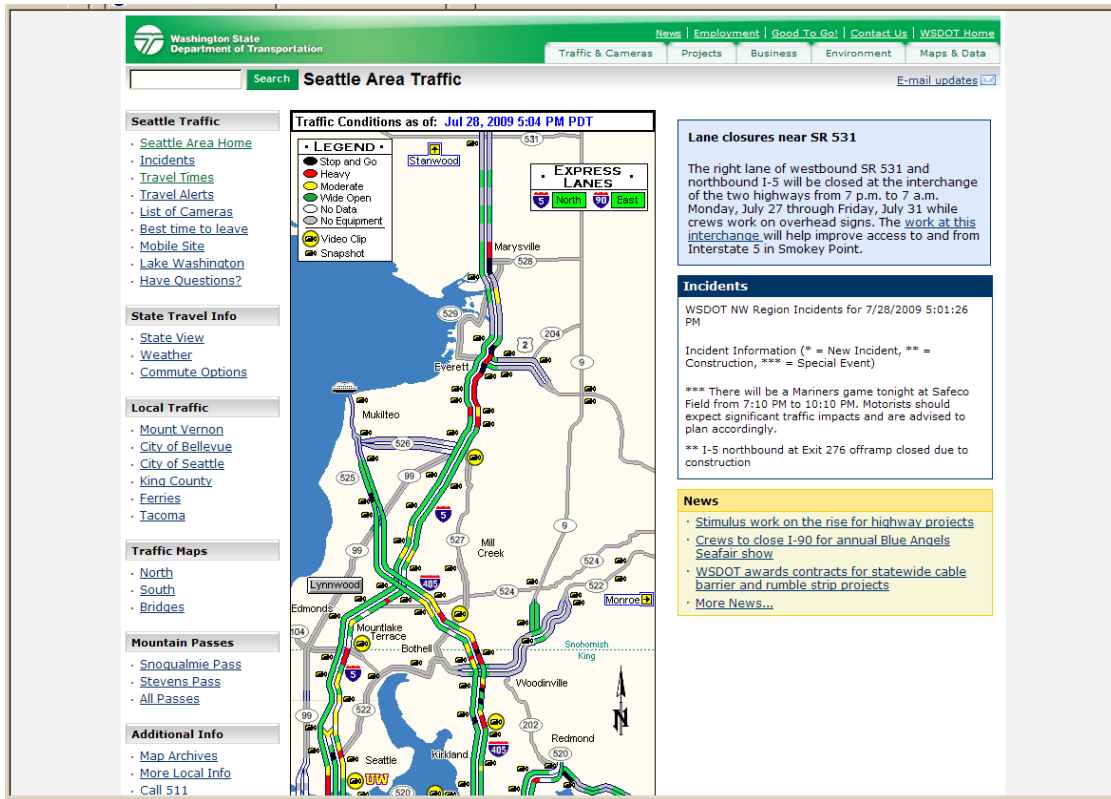 Washington State
Department of Transportation
News | Employment | Good To Go! | Contact Us | WSDOT Home
Traffic & Cameras
Projects
Business
Environment
Maps & Data
Search
Seattle Area Traffic
E-mail updates
Seattle Traffic
· Seattle Area Home
· Incidents
· Travel Times
· Travel Alerts
· List of Cameras
· Best time to leave
· Mobile Site
· Lake Washington
· Have Questions?
State Travel Info
· State View
· Weather
· Commute Options
Local Traffic
· Mount Vernon
· City of Bellevue
· City of Seattle
· King County
· Ferries
· Tacoma
Traffic Maps
· North
· South
· Bridges
Mountain Passes
· Snoqualmie Pass
· Stevens Pass
· All Passes
Additional Info
· Map Archives
· More Local Info
· Call 511
Traffic Conditions as of: Jul 28, 2009 5:04 PM PDT
· LEGEND ·
Stop and Go
Heavy
Moderate
Wide Open
No Data
No Equipment
Video Clip
Snapshot
Stanwood
531
· EXPRESS LANES ·
5 North 90 East
Marysville
528
529
2
204
Everett
9
Mukilteo
526
525
99
5
527
Mill
Creek
9
99
405
524
522
Lynnwood
524
Monroe
Edmonds
104
Mountlake
Terrace
Bothell
Snohomish
King
5
Woodinville
522
99
N
202
Redmond
Kirkland
405
520
Seattle
UW
520
Lane closures near SR 531
The right lane of westbound SR 531 and
northbound I-5 will be closed at the interchange
of the two highways from 7 p.m. to 7 a.m.
Monday, July 27 through Friday, July 31 while
crews work on overhead signs. The work at this
interchange will help improve access to and from
Interstate 5 in Smokey Point.
Incidents
WSDOT NW Region Incidents for 7/28/2009 5:01:26
PM
Incident Information (* = New Incident, ** =
Construction, *** = Special Event)
*** There will be a Mariners game tonight at Safeco
Field from 7:10 PM to 10:10 PM. Motorists should
expect significant traffic impacts and are advised to
plan accordingly.
** I-5 northbound at Exit 276 offramp closed due to
construction
News
· Stimulus work on the rise for highway projects
· Crews to close I-90 for annual Blue Angels
Seafair show
· WSDOT awards contracts for statewide cable
barrier and rumble strip projects
· More News...